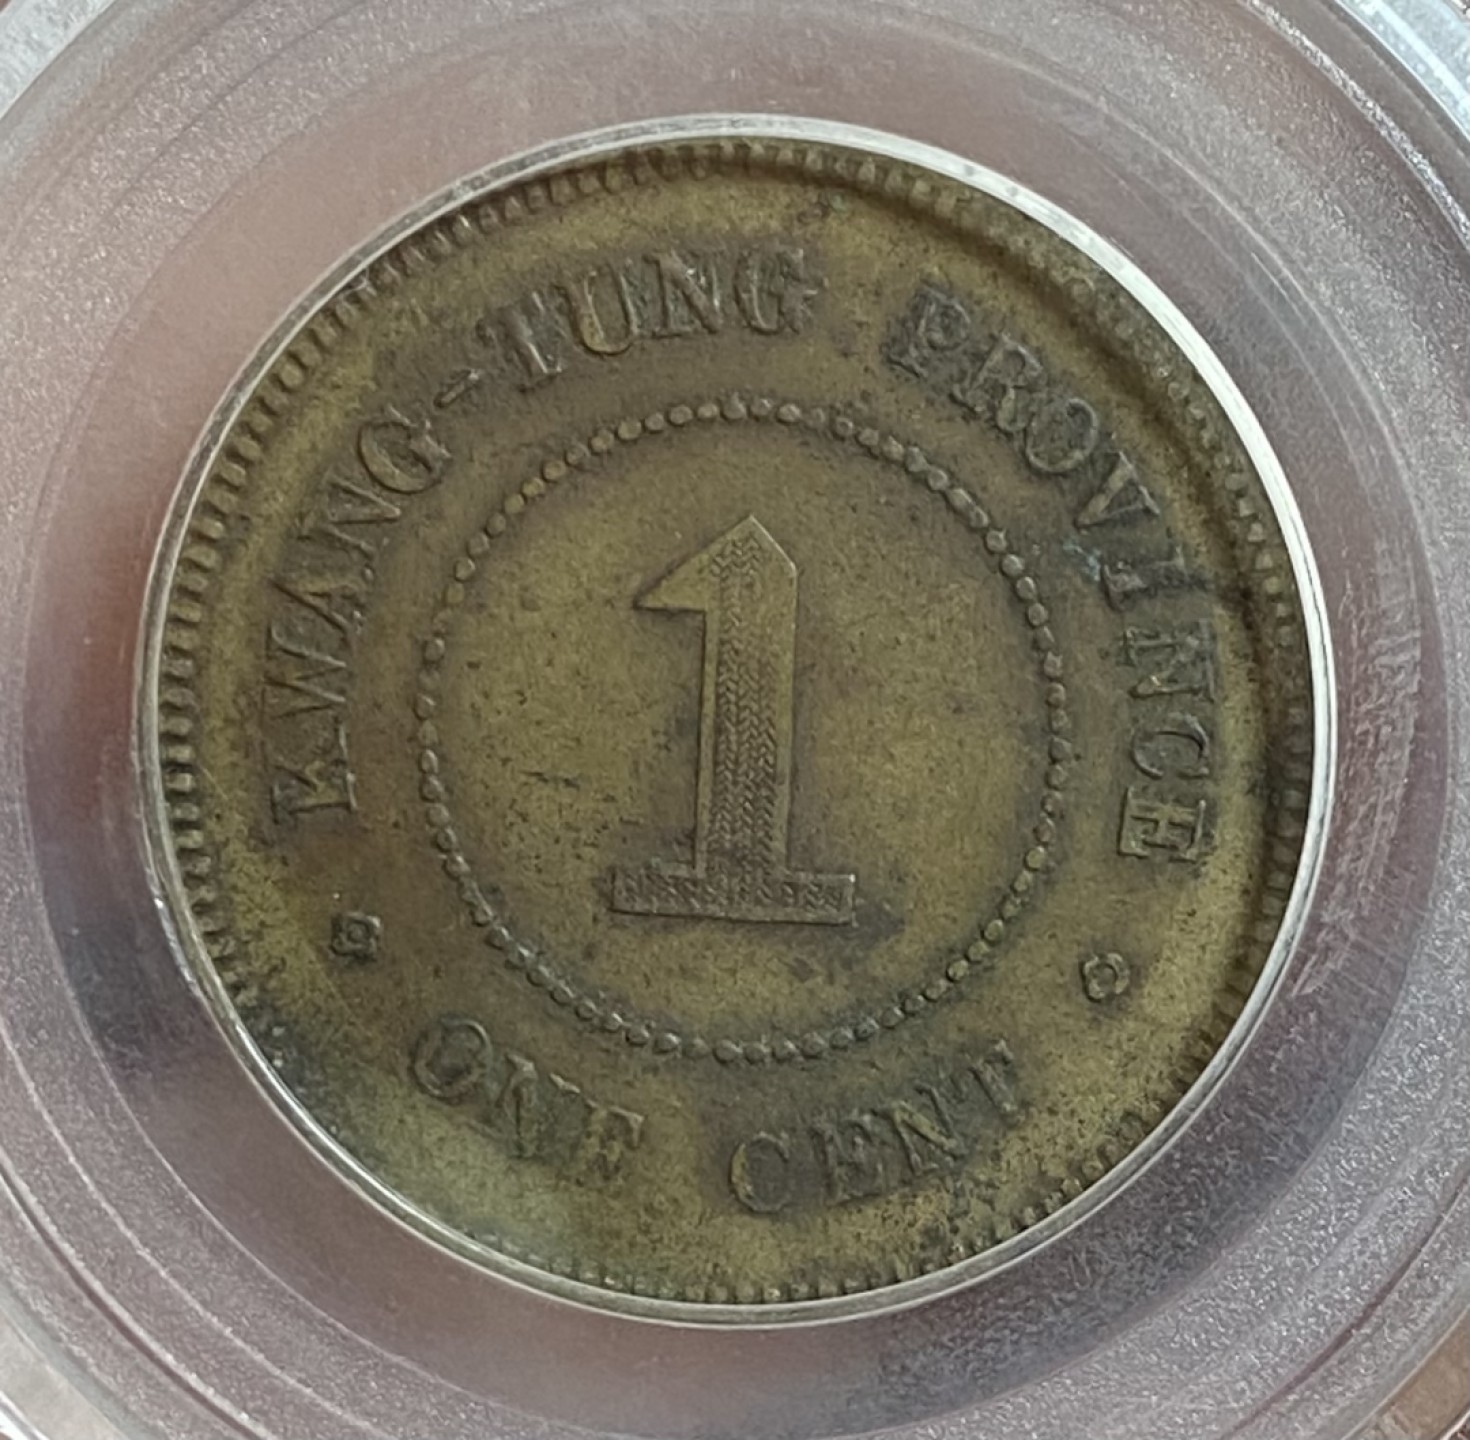 KWANG-TUNG PROVINCE
1
ONE CENT